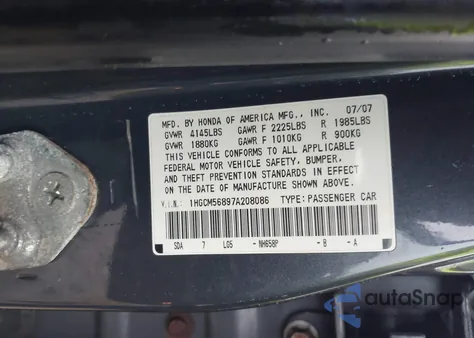 MFD. BY HONDA OF AMERICA MFG., INC. 07/07
GVWR 4145LBS GAWR F 2225LBS R 1985LBS
GVWR 1880KG GAWR F 1010KG R 900KG
THIS VEHICLE CONFORMS TO ALL APPLICABLE
FEDERAL MOTOR VEHICLE SAFETY, BUMPER,
AND THEFT PREVENTION STANDARDS IN EFFECT
ON THE DATE OF MANUFACTURE SHOWN ABOVE.
V.I.N.: 1HGCM56897A208086 TYPE: PASSENGER CAR
SDA 7 LG5 -NH658P -B -A
autoSnap